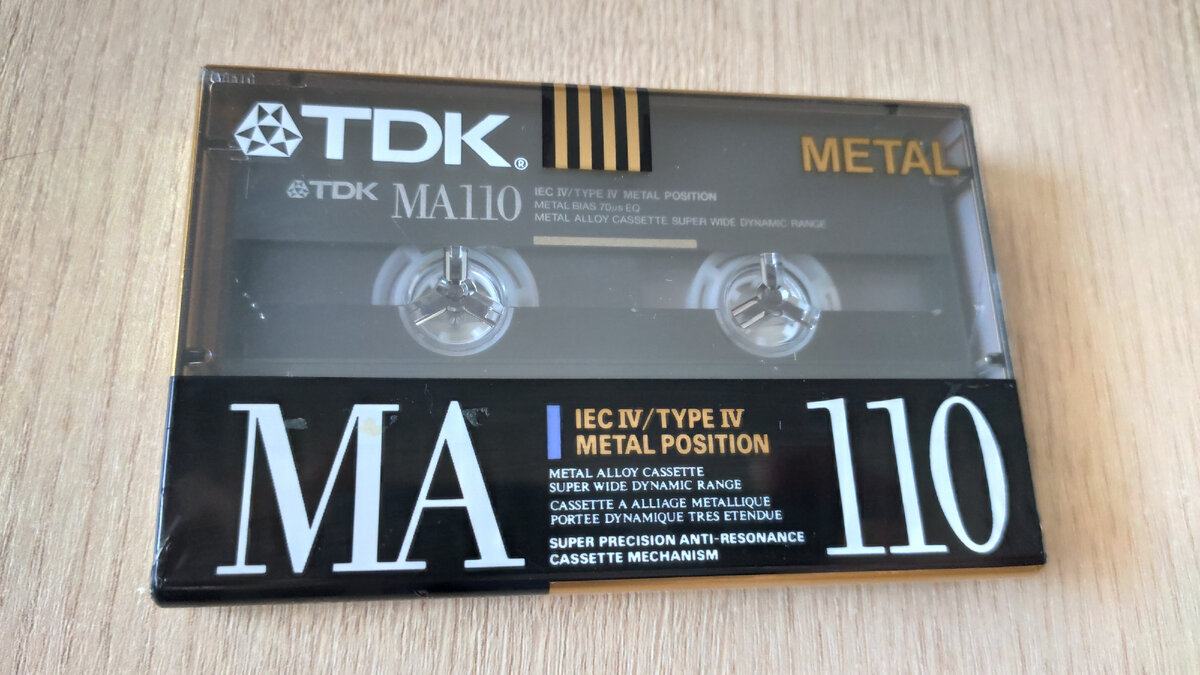 TDK®
METAL
TDK MA110
IEC IV/TYPE IV METAL POSITION
METAL BIAS 70μs EQ
METAL ALLOY CASSETTE SUPER WIDE DYNAMIC RANGE
MA
IEC IV/TYPE IV
METAL POSITION
METAL ALLOY CASSETTE
SUPER WIDE DYNAMIC RANGE
CASSETTE A ALLIAGE METALLIQUE
PORTEE DYNAMIQUE TRES ETENDUE
SUPER PRECISION ANTI-RESONANCE
CASSETTE MECHANISM
110